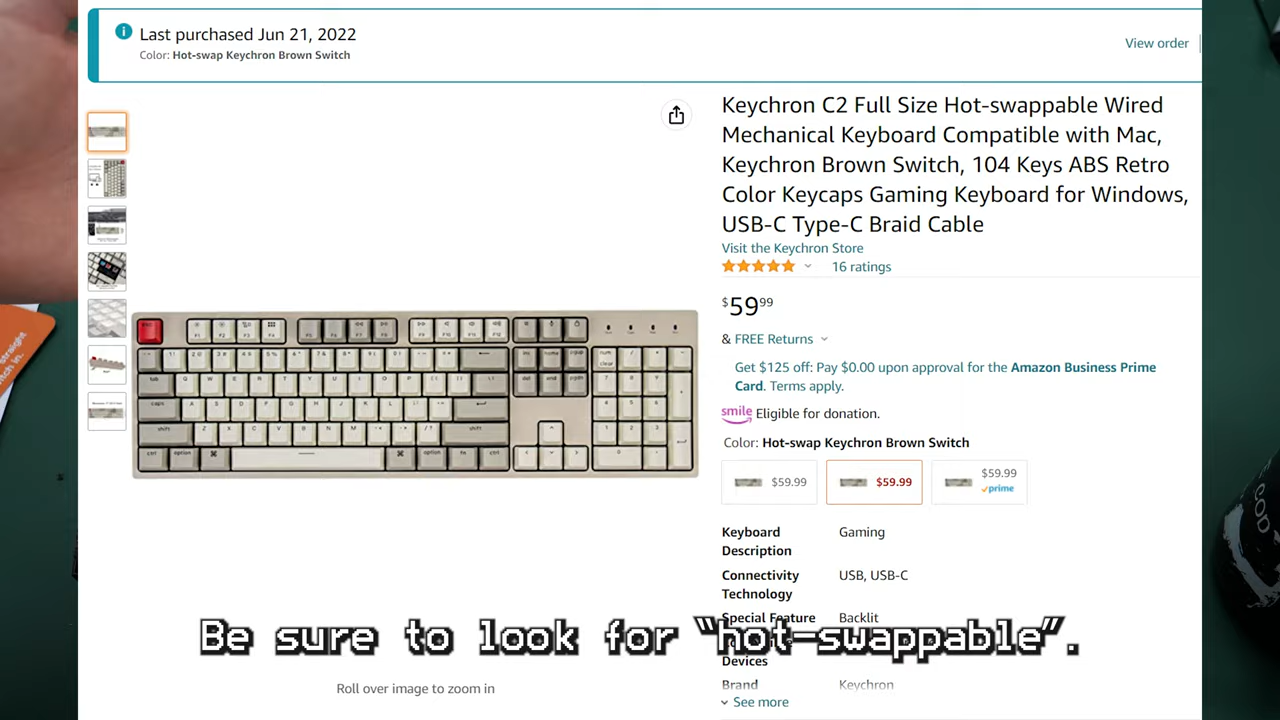 Last purchased Jun 21, 2022
Color: Hot-swap Keychron Brown Switch
View order
Keychron C2 Full Size Hot-swappable Wired
Mechanical Keyboard Compatible with Mac,
Keychron Brown Switch, 104 Keys ABS Retro
Color Keycaps Gaming Keyboard for Windows,
USB-C Type-C Braid Cable
Visit the Keychron Store
16 ratings
$59.99
& FREE Returns
Get $125 off: Pay $0.00 upon approval for the Amazon Business Prime
Card. Terms apply.
smile Eligible for donation.
Color: Hot-swap Keychron Brown Switch
$59.99
$59.99
$59.99
prime
Keyboard Description Gaming
Connectivity Technology USB, USB-C
Special Feature Backlit
Devices
Brand Keychron
See more
Roll over image to zoom in
Be sure to look for “hot-swappable”.
straight
in.